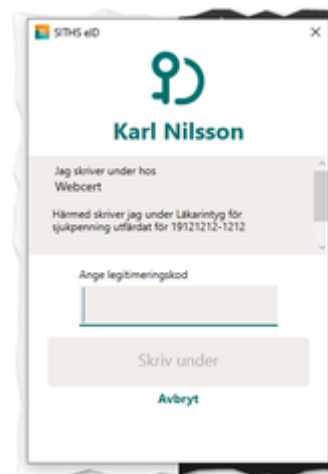 SITHS eID
Karl Nilsson
Jag skriver under hos
Webcert
Härmed skriver jag under Läkarintyg för
sjukpenning utfärdat för 19121212-1212
Ange legitimeringskod
Skriv under
Avbryt